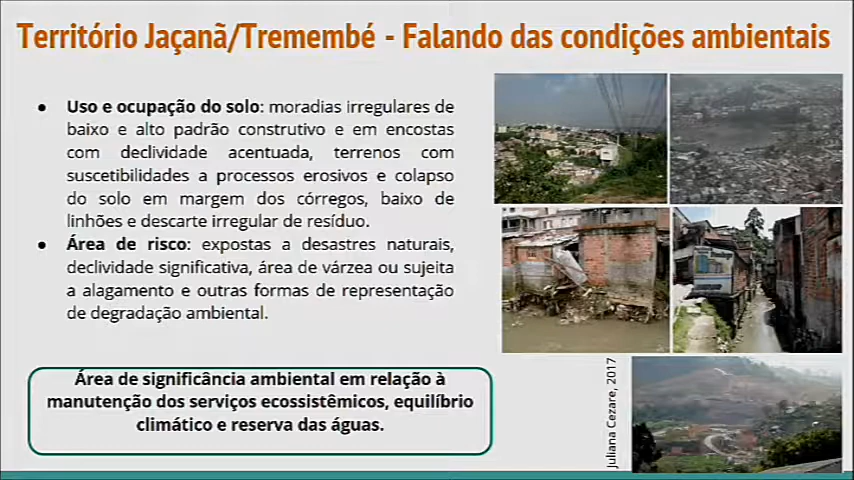 Território Jaçanã/Tremembé - Falando das condições ambientais
● Uso e ocupação do solo: moradias irregulares de
baixo e alto padrão construtivo e em encostas
com declividade acentuada, terrenos com
suscetibilidades a processos erosivos e colapso
do solo em margem dos córregos, baixo de
linhões e descarte irregular de resíduo.
● Área de risco: expostas a desastres naturais,
declividade significativa, área de várzea ou sujeita
a alagamento e outras formas de representação
de degradação ambiental.
Área de significância ambiental em relação à
manutenção dos serviços ecossistêmicos, equilíbrio
climático e reserva das águas.
Juliana Cezare, 2017